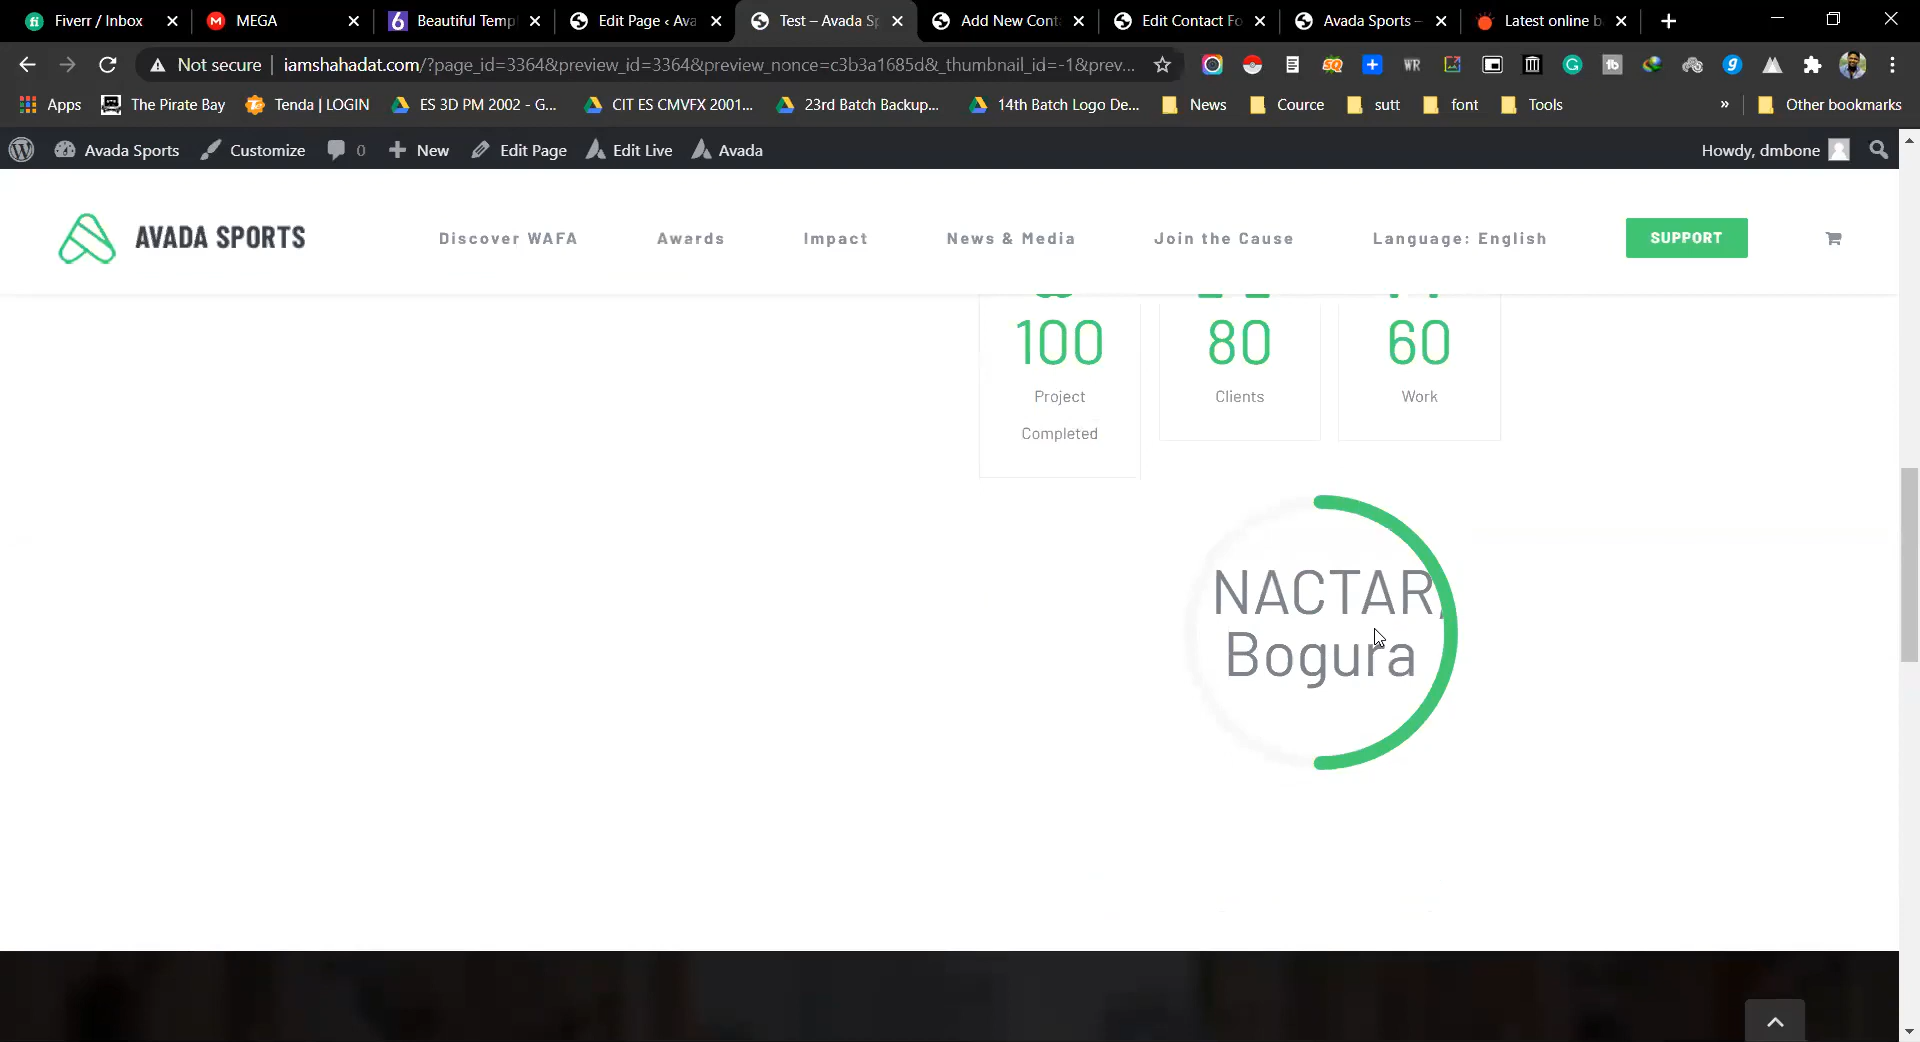 Fiverr / Inbox
MEGA
Beautiful Temp
Edit Page ‹ Ava
Test – Avada Sp
Add New Cont
Edit Contact Fo
Avada Sports –
Latest online b
Not secure
iamshahadat.com/?page_id=3364&preview_id=3364&preview_nonce=c3b3a1685d&_thumbnail_id=-1&prev...
Apps
The Pirate Bay
Tenda | LOGIN
ES 3D PM 2002 - G...
CIT ES CMVFX 2001...
23rd Batch Backup...
14th Batch Logo De...
News
Cource
sutt
font
Tools
»
Other bookmarks
Avada Sports
Customize
0
New
Edit Page
Edit Live
Avada
Howdy, dmbone
AVADA SPORTS
Discover WAFA
Awards
Impact
News & Media
Join the Cause
Language: English
SUPPORT
100
80
60
Project
Completed
Clients
Work
NACTAR,
Bogura